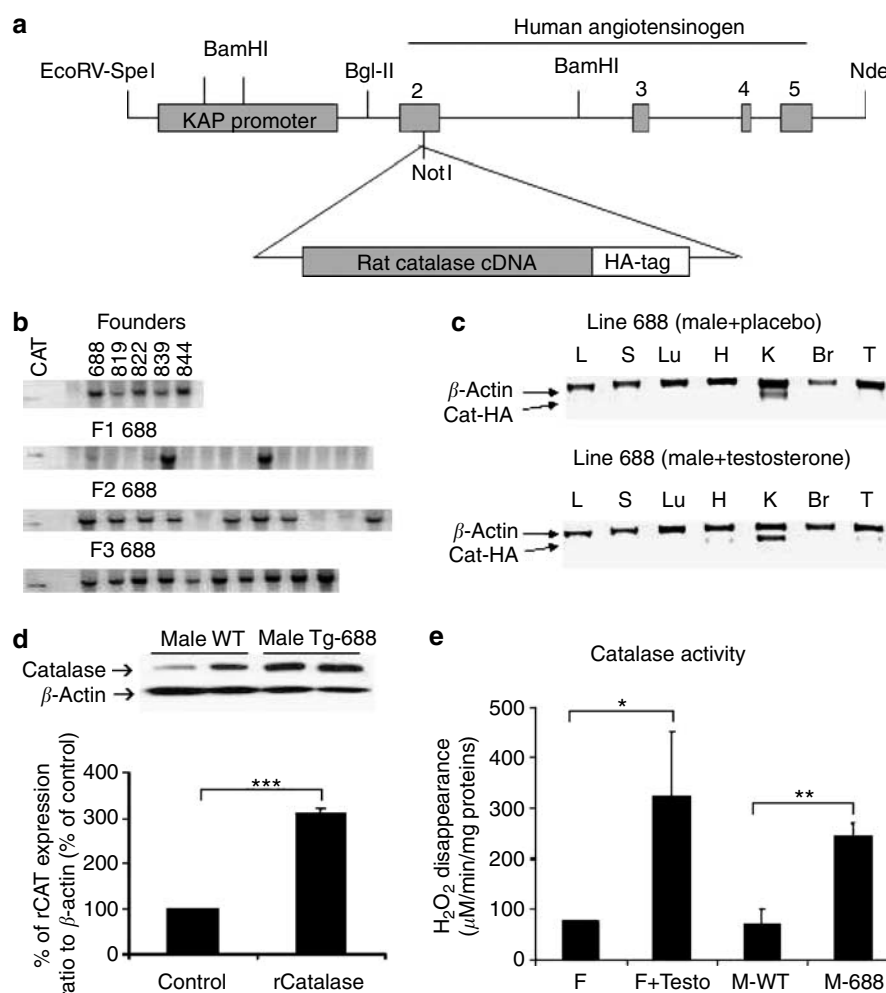 a
Human angiotensinogen
BamHI
EcoRV-SpeI
Bgl-II
BamHI
Nde
2
3
4
5
KAP promoter
NotI
Rat catalase cDNA
HA-tag
b
Founders
CAT
688
819
822
839
844
F1 688
F2 688
F3 688
c
Line 688 (male+placebo)
L S Lu H K Br T
β-Actin
Cat-HA
Line 688 (male+testosterone)
L S Lu H K Br T
β-Actin
Cat-HA
d
Male WT Male Tg-688
Catalase
β-Actin
% of rCAT expression
ratio to β-actin (% of control)
400
300
200
100
0
***
Control rCatalase
e
Catalase activity
H2O2 disappearance
(μM/min/mg proteins)
500
400
300
200
100
0
*
**
F F+Testo M-WT M-688